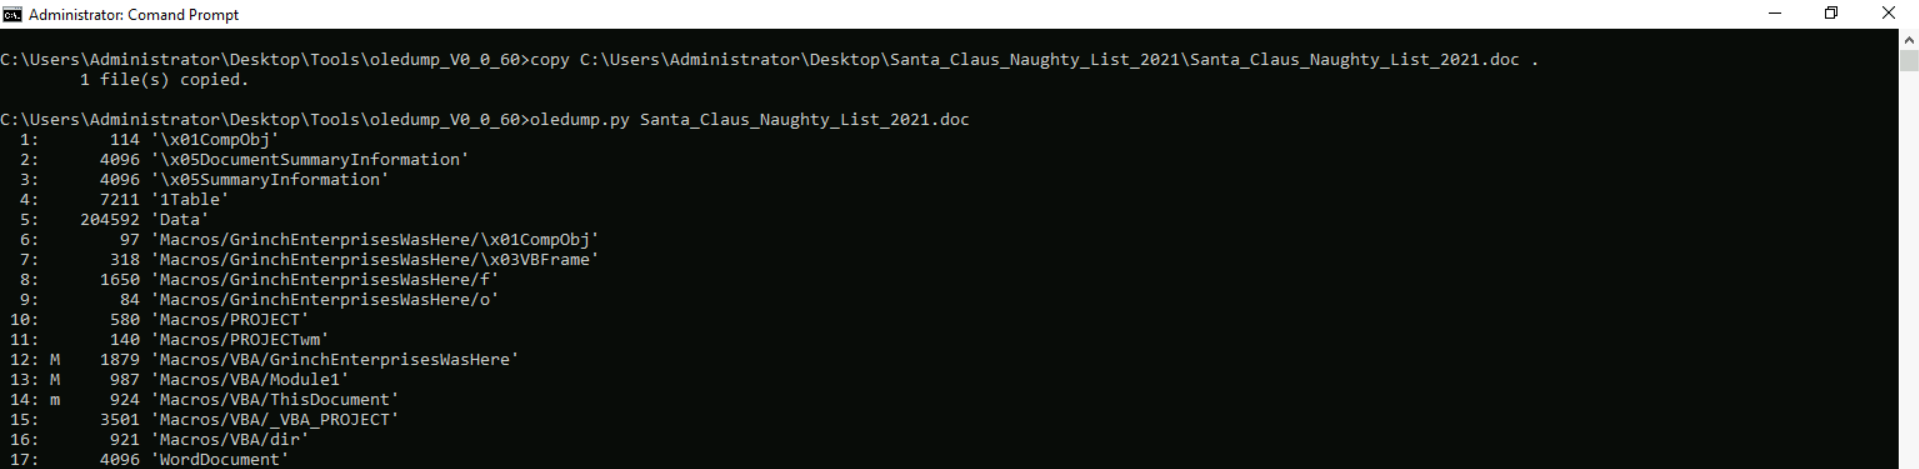 Administrator: Comand Prompt
C:\Users\Administrator\Desktop\Tools\oledump_V0_0_60>copy C:\Users\Administrator\Desktop\Santa_Claus_Naughty_List_2021\Santa_Claus_Naughty_List_2021.doc .
        1 file(s) copied.
C:\Users\Administrator\Desktop\Tools\oledump_V0_0_60>oledump.py Santa_Claus_Naughty_List_2021.doc
  1:       114 '\x01CompObj'
  2:      4096 '\x05DocumentSummaryInformation'
  3:      4096 '\x05SummaryInformation'
  4:      7211 '1Table'
  5:    204592 'Data'
  6:        97 'Macros/GrinchEnterprisesWasHere/\x01CompObj'
  7:       318 'Macros/GrinchEnterprisesWasHere/\x03VBFrame'
  8:      1650 'Macros/GrinchEnterprisesWasHere/f'
  9:        84 'Macros/GrinchEnterprisesWasHere/o'
 10:       580 'Macros/PROJECT'
 11:       140 'Macros/PROJECTwm'
 12: M    1879 'Macros/VBA/GrinchEnterprisesWasHere'
 13: M     987 'Macros/VBA/Module1'
 14: m     924 'Macros/VBA/ThisDocument'
 15:      3501 'Macros/VBA/_VBA_PROJECT'
 16:       921 'Macros/VBA/dir'
 17:      4096 'WordDocument'